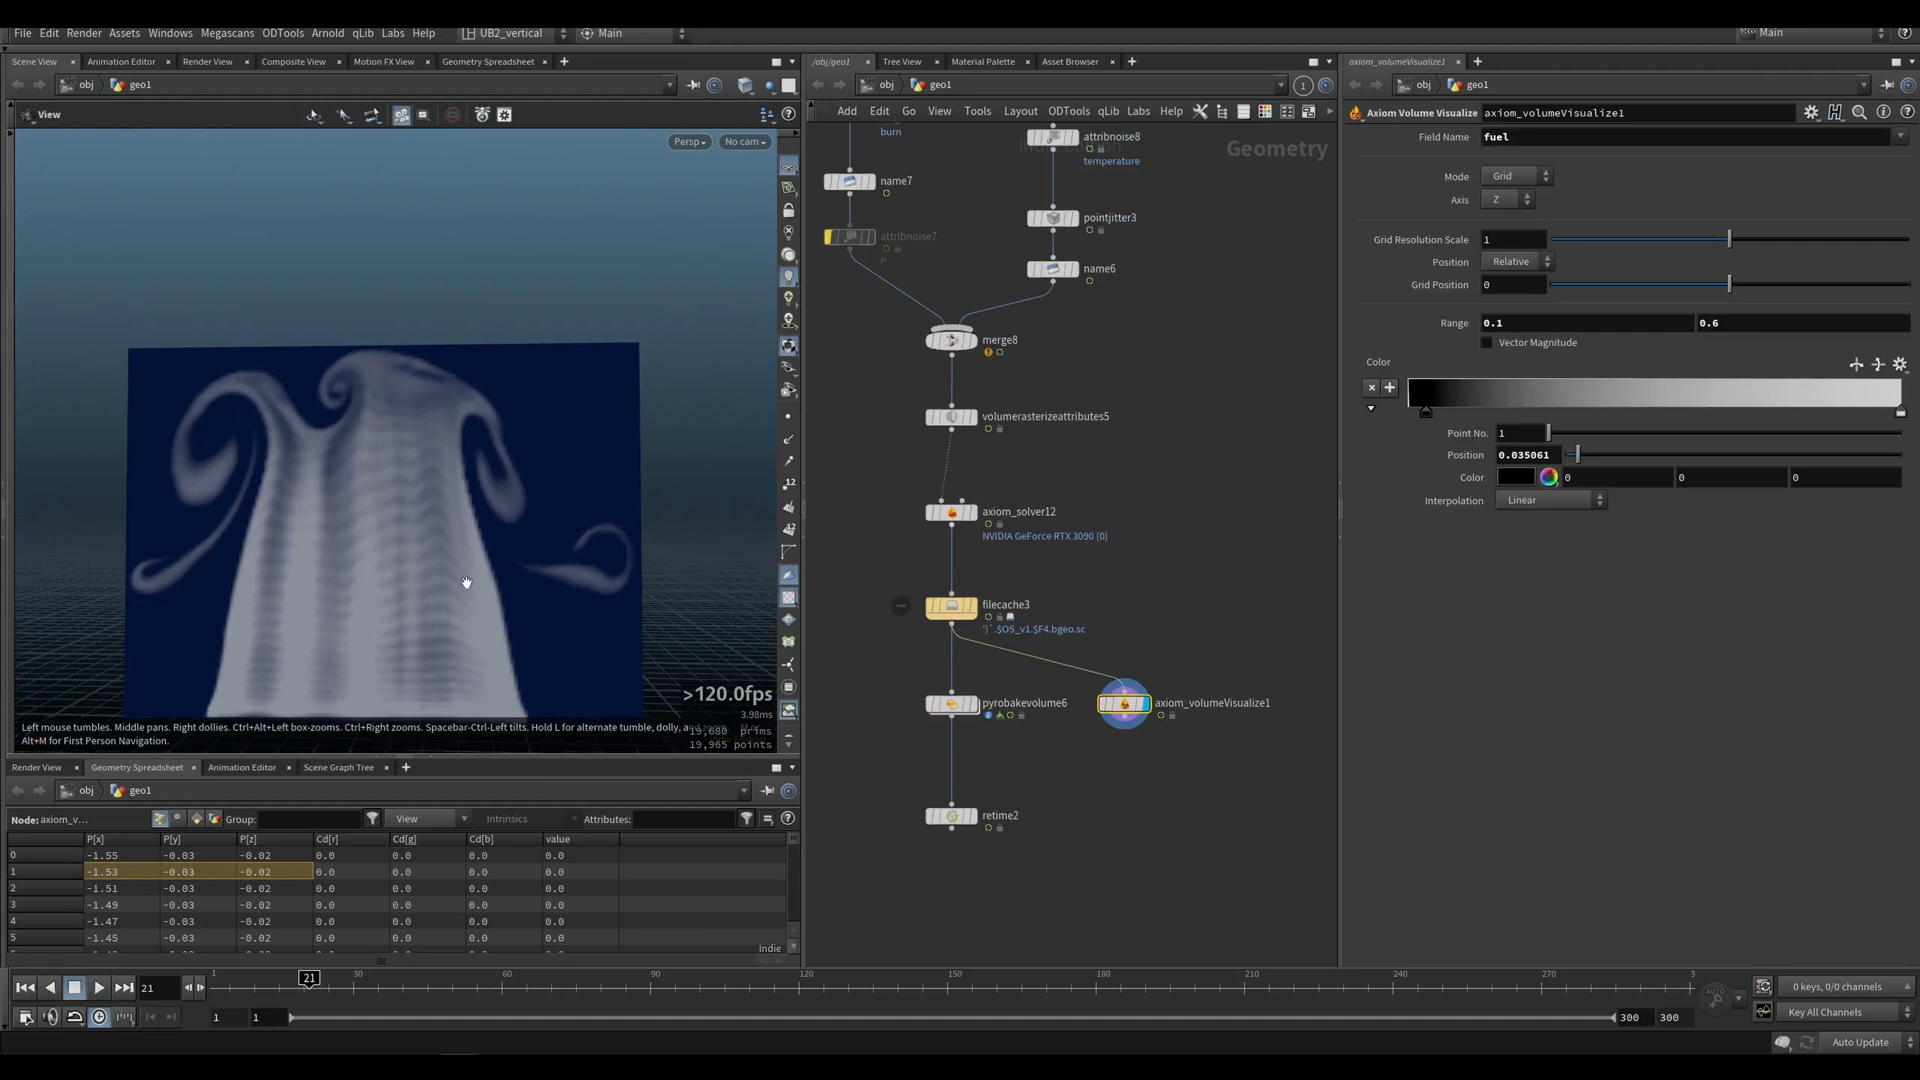 File Edit Render Assets Windows Megascans ODTools Arnold qLib Labs Help UB2_vertical Main Main
Scene View Animation Editor Render View Composite View Motion FX View Geometry Spreadsheet
obj geo1
View
Persp No cam
>120.0fps
3.98ms
Left mouse tumbles. Middle pans. Right dollies. Ctrl+Alt+Left box-zooms. Ctrl+Right zooms. Spacebar-Ctrl-Left tilts. Hold L for alternate tumble, dolly, a
Alt+M for First Person Navigation.
19,680 prims
19,965 points
Render View Geometry Spreadsheet Animation Editor Scene Graph Tree
obj geo1
Node: axiom_v... Group: View Intrinsics Attributes:
P[x] P[y] P[z] Cd[r] Cd[g] Cd[b] value
0 -1.55 -0.03 -0.02 0.0 0.0 0.0 0.0
1 -1.53 -0.03 -0.02 0.0 0.0 0.0 0.0
2 -1.51 -0.03 -0.02 0.0 0.0 0.0 0.0
3 -1.49 -0.03 -0.02 0.0 0.0 0.0 0.0
4 -1.47 -0.03 -0.02 0.0 0.0 0.0 0.0
5 -1.45 -0.03 -0.02 0.0 0.0 0.0 0.0
Indie
/obj/geo1 Tree View Material Palette Asset Browser
obj geo1 1
Add Edit Go View Tools Layout ODTools qLib Labs Help
Geometry
burn
attribnoise8
temperature
name7
pointjitter3
attribnoise7
P
name6
merge8
volumerasterizeattributes5
axiom_solver12
NVIDIA GeForce RTX 3090 (0)
filecache3
')`.$OS_v1.$F4.bgeo.sc
pyrobakevolume6
axiom_volumeVisualize1
retime2
axiom_volumeVisualize1
obj geo1
Axiom Volume Visualize axiom_volumeVisualize1
Field Name fuel
Mode Grid
Axis Z
Grid Resolution Scale 1
Position Relative
Grid Position 0
Range 0.1 0.6
Vector Magnitude
Color
Point No. 1
Position 0.035061
Color 0 0 0
Interpolation Linear
21 1 21 30 60 90 120 150 180 210 240 270 3
AUTO
0 keys, 0/0 channels
1 1 300 300
Key All Channels
Auto Update